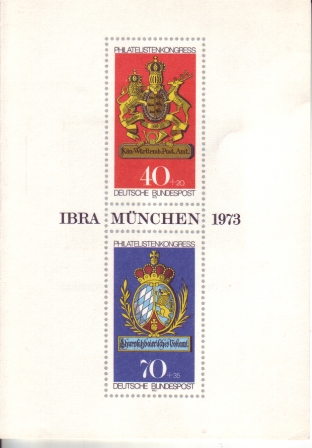 PHILATELISTENKONGRESS
Kön. Württemb. Post. Amt.
40 +20
DEUTSCHE BUNDESPOST
IBRA MÜNCHEN 1973
PHILATELISTENKONGRESS
70 +35
DEUTSCHE BUNDESPOST